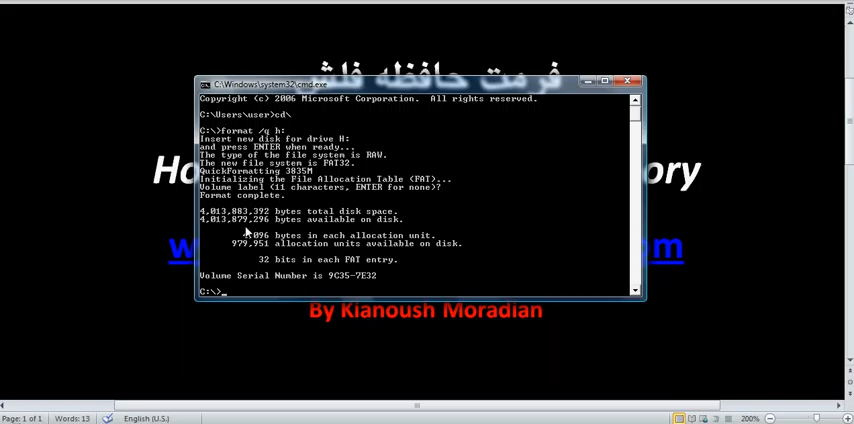 فرمت حافظه فلش
C:\Windows\system32\cmd.exe
Copyright (c) 2006 Microsoft Corporation.  All rights reserved.
C:\Users\user>cd\
C:\>format /q h:
Insert new disk for drive H:
and press ENTER when ready...
The type of the file system is RAW.
The new file system is FAT32.
QuickFormatting 3835M
Initializing the File Allocation Table (FAT)...
Volume label (11 characters, ENTER for none)?
Format complete.
4,013,883,392 bytes total disk space.
4,013,879,296 bytes available on disk.
4,096 bytes in each allocation unit.
979,951 allocation units available on disk.
32 bits in each FAT entry.
Volume Serial Number is 9C35-7E32
C:\>_
By Kianoush Moradian
Page: 1 of 1 Words: 13 English (U.S.) 200%